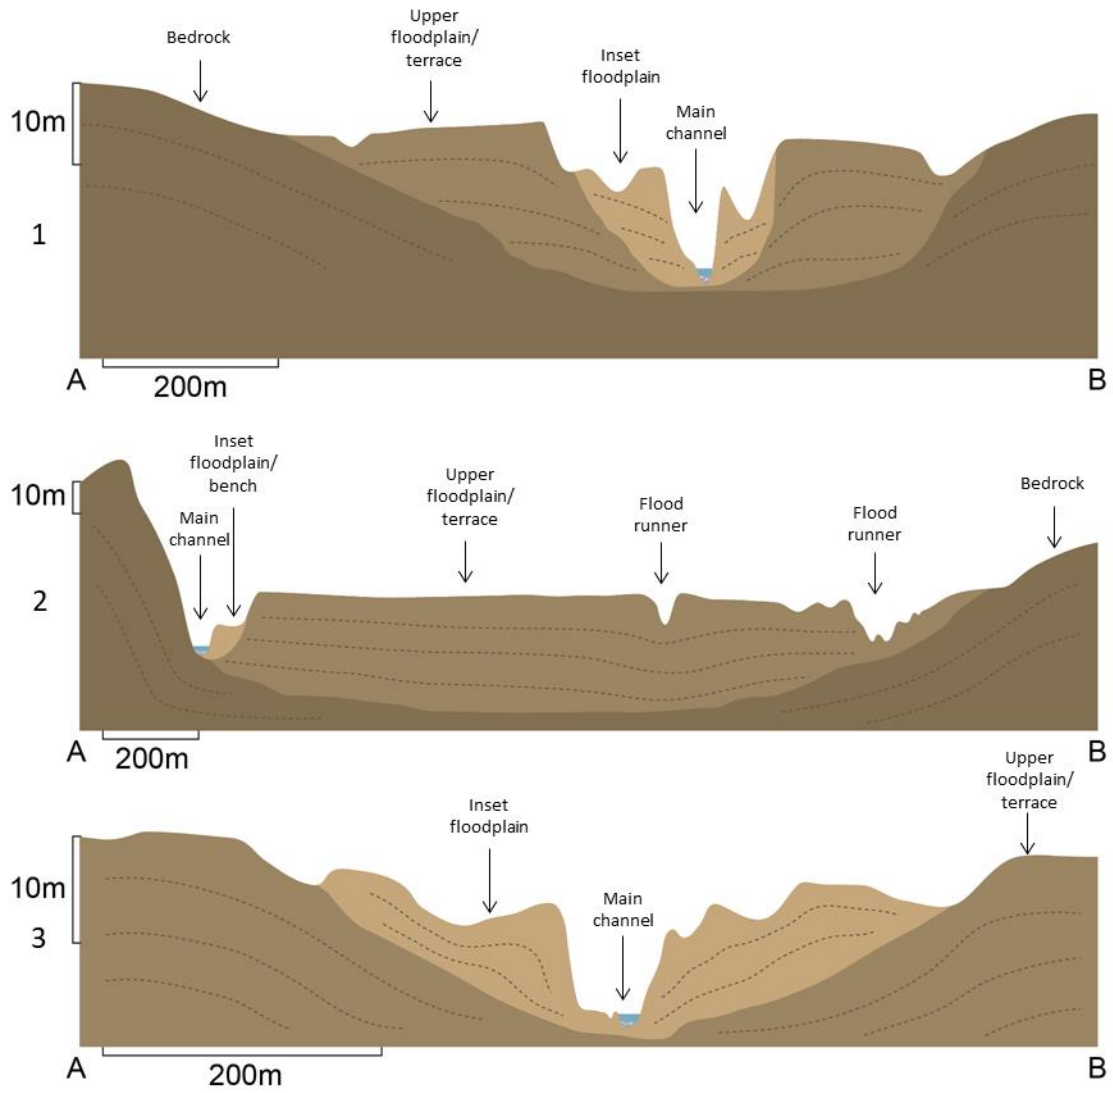 Bedrock
Upper
floodplain/
terrace
Inset
floodplain
Main
channel
10m
1
A
200m
B
Inset
floodplain/
bench
Main
channel
Upper
floodplain/
terrace
Flood
runner
Flood
runner
Bedrock
10m
2
A
200m
B
Inset
floodplain
Main
channel
Upper
floodplain/
terrace
10m
3
A
200m
B